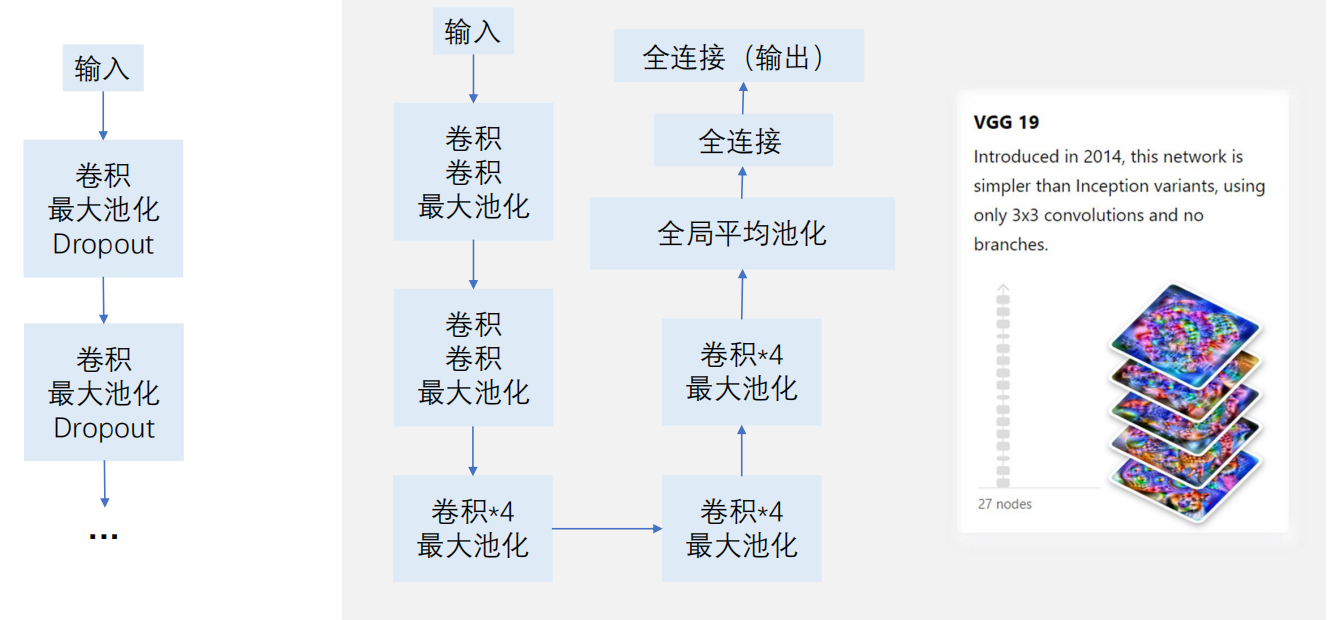 输入
卷积
最大池化
Dropout
卷积
最大池化
Dropout
...
输入
卷积
卷积
最大池化
卷积
卷积
最大池化
卷积*4
最大池化
卷积*4
最大池化
卷积*4
最大池化
全局平均池化
全连接
全连接（输出）
VGG 19
Introduced in 2014, this network is
simpler than Inception variants, using
only 3x3 convolutions and no
branches.
27 nodes